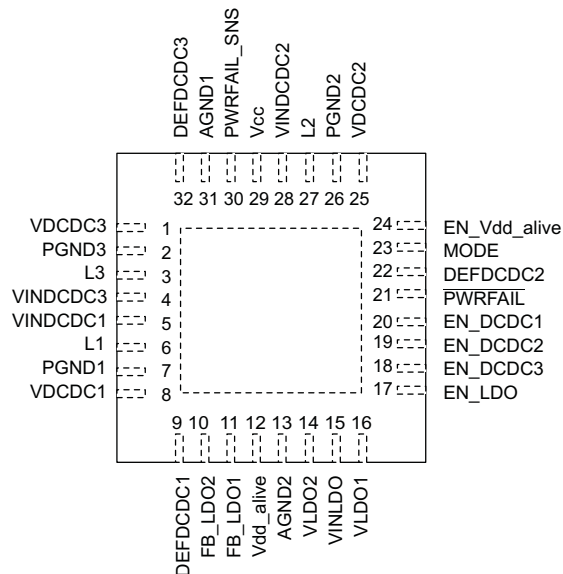 DEFDCDC3
AGND1
PWRFAIL_SNS
Vcc
VINDCDC2
L2
PGND2
VDCDC2
32 31 30 29 28 27 26 25
VDCDC3 1
PGND3 2
L3 3
VINDCDC3 4
VINDCDC1 5
L1 6
PGND1 7
VDCDC1 8
24 EN_Vdd_alive
23 MODE
22 DEFDCDC2
21 PWRFAIL
20 EN_DCDC1
19 EN_DCDC2
18 EN_DCDC3
17 EN_LDO
9 10 11 12 13 14 15 16
DEFDCDC1
FB_LDO2
FB_LDO1
Vdd_alive
AGND2
VLDO2
VINLDO
VLDO1